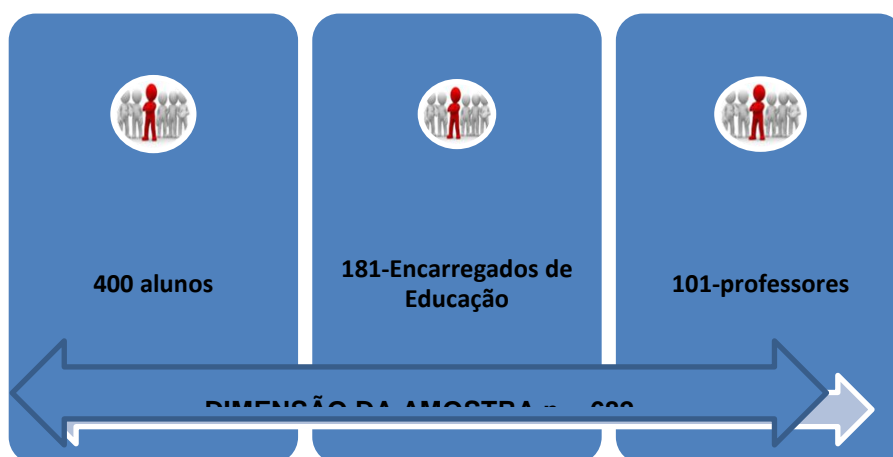 400 alunos
181-Encarregados de
Educação
101-professores
DIMENSÃO DA AMOSTRA